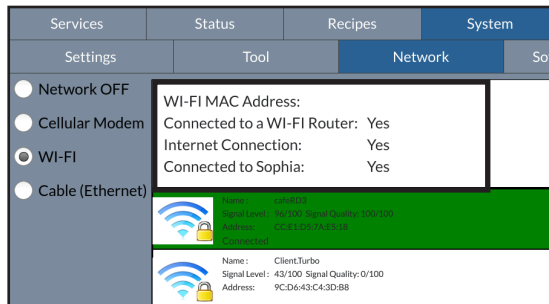 Services Status Recipes System
Settings Tool Network So
Network OFF
Cellular Modem
WI-FI
Cable (Ethernet)
WI-FI MAC Address:
Connected to a WI-FI Router: Yes
Internet Connection: Yes
Connected to Sophia: Yes
Name : cateRD3
Signal Level : 96/100 Signal Quality: 100/100
Address: CC:E1:D5:7A:E5:18
Connected
Name : Client.Turbo
Signal Level : 43/100 Signal Quality: 0/100
Address: 9C:D6:43:C4:3D:B8